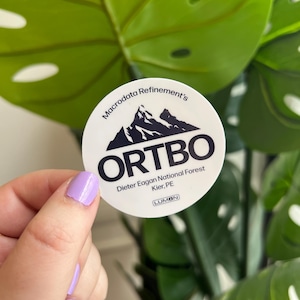 Macrodata Refinement's
ORTBO
Dieter Eagan National Forest
Kier, PE
LUMON